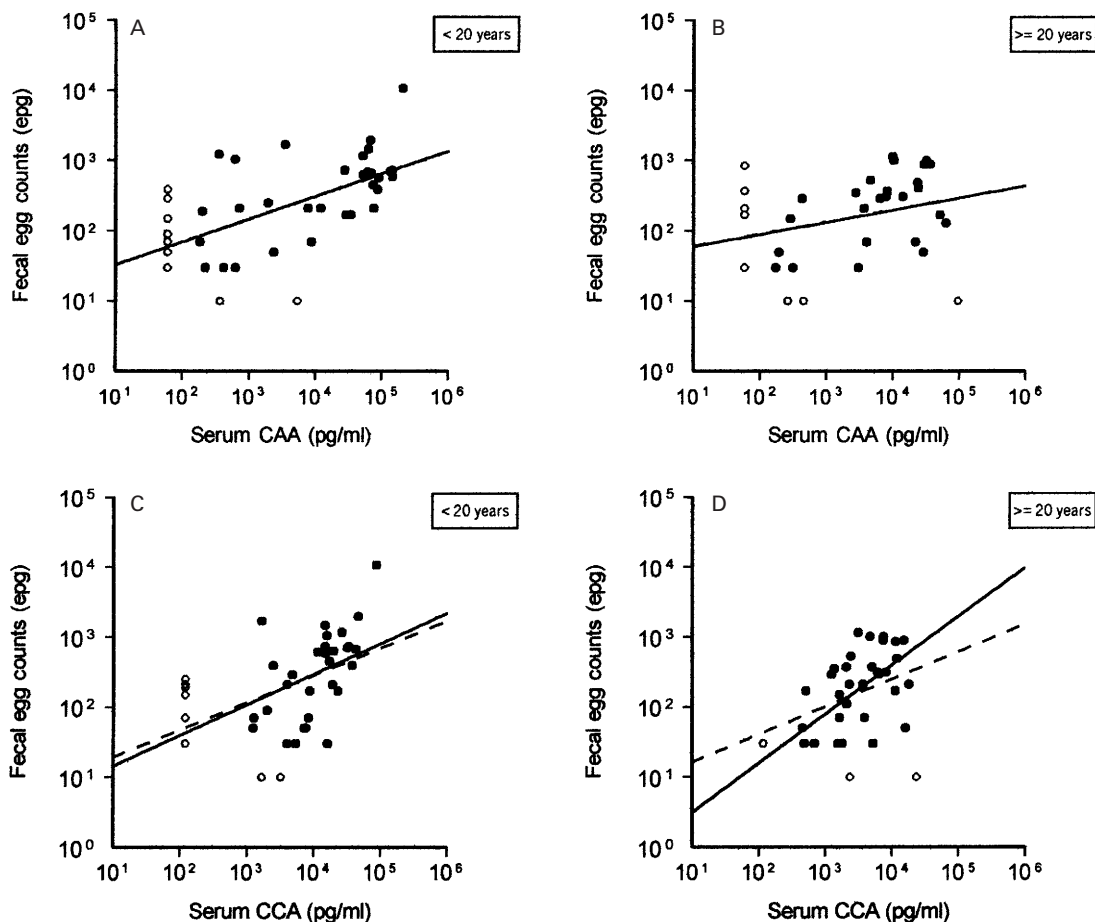 A
< 20 years
Fecal egg counts (epg)
10⁵
10⁴
10³
10²
10¹
10⁰
10¹ 10² 10³ 10⁴ 10⁵ 10⁶
Serum CAA (pg/ml)
B
>= 20 years
Fecal egg counts (epg)
10⁵
10⁴
10³
10²
10¹
10⁰
10¹ 10² 10³ 10⁴ 10⁵ 10⁶
Serum CAA (pg/ml)
C
< 20 years
Fecal egg counts (epg)
10⁵
10⁴
10³
10²
10¹
10⁰
10¹ 10² 10³ 10⁴ 10⁵ 10⁶
Serum CCA (pg/ml)
D
>= 20 years
Fecal egg counts (epg)
10⁵
10⁴
10³
10²
10¹
10⁰
10¹ 10² 10³ 10⁴ 10⁵ 10⁶
Serum CCA (pg/ml)